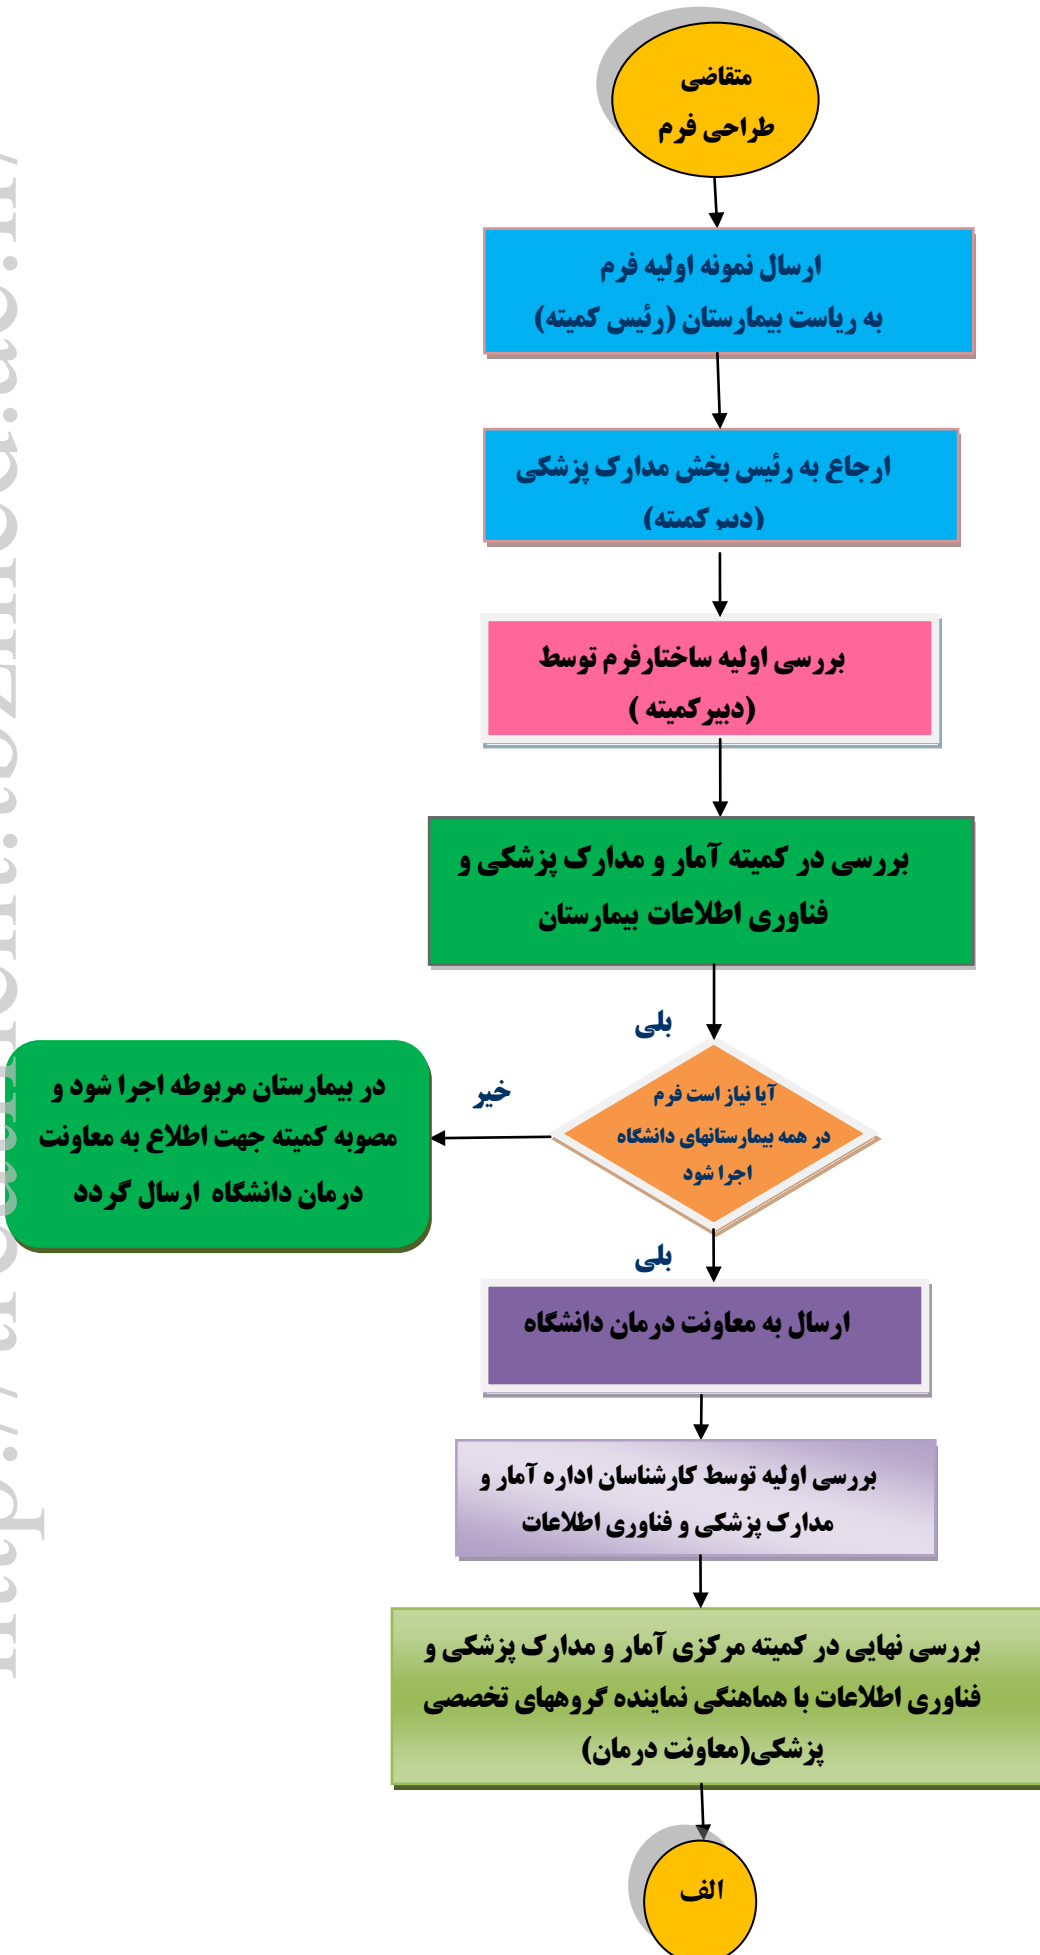 متقاضی
طراحی فرم
ارسال نمونه اولیه فرم
به ریاست بیمارستان (رئیس کمیته)
ارجاع به رئیس بخش مدارک پزشکی
(دبیر کمیته)
بررسی اولیه ساختارفرم توسط
(دبیرکمیته )
بررسی در کمیته آمار و مدارک پزشکی و
فناوری اطلاعات بیمارستان
بلی
آیا نیاز است فرم
در همه بیمارستانهای دانشگاه
اجرا شود
خیر
در بیمارستان مربوطه اجرا شود و
مصوبه کمیته جهت اطلاع به معاونت
درمان دانشگاه ارسال گردد
بلی
ارسال به معاونت درمان دانشگاه
بررسی اولیه توسط کارشناسان اداره آمار و
مدارک پزشکی و فناوری اطلاعات
بررسی نهایی در کمیته مرکزی آمار و مدارک پزشکی و
فناوری اطلاعات با هماهنگی نماینده گروههای تخصصی
پزشکی(معاونت درمان)
الف
http://treatment.tbzmed.ac.ir/